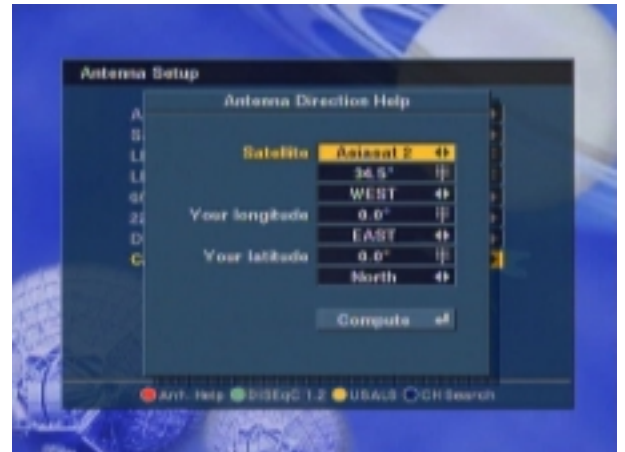 Antenna Setup
Antenna Direction Help
Satellite Asiasat 2
34.5°
WEST
Your longitude 0.0°
EAST
Your latitude 0.0°
North
Compute
Ant. Help DISEqC 1.2 USALS CH Search